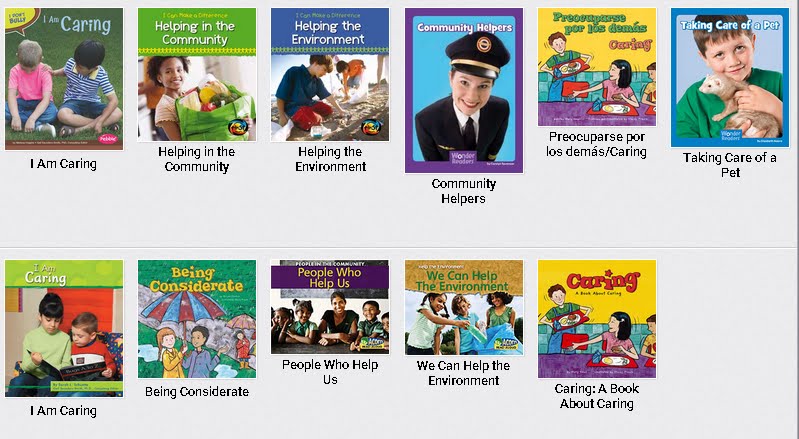 I DON'T
BULLY
I Am Caring
Pebble
I Can Make a Difference
Helping in the
Community
I Can Make a Difference
Helping the
Environment
Community Helpers
Wonder
Readers
Preocuparse
por los demás
Caring
Taking Care of a Pet
Wonder
Readers
I Am Caring
Helping in the
Community
Helping the
Environment
Community
Helpers
Preocuparse por
los demás/Caring
Taking Care of a
Pet
I Am
Caring
Being
Considerate
PEOPLE IN THE COMMUNITY
People Who
Help Us
Acorn
Help the Environment
We Can Help
The Environment
Acorn
Caring
A Book About Caring
I Am Caring
Being Considerate
People Who Help
Us
We Can Help the
Environment
Caring: A Book
About Caring